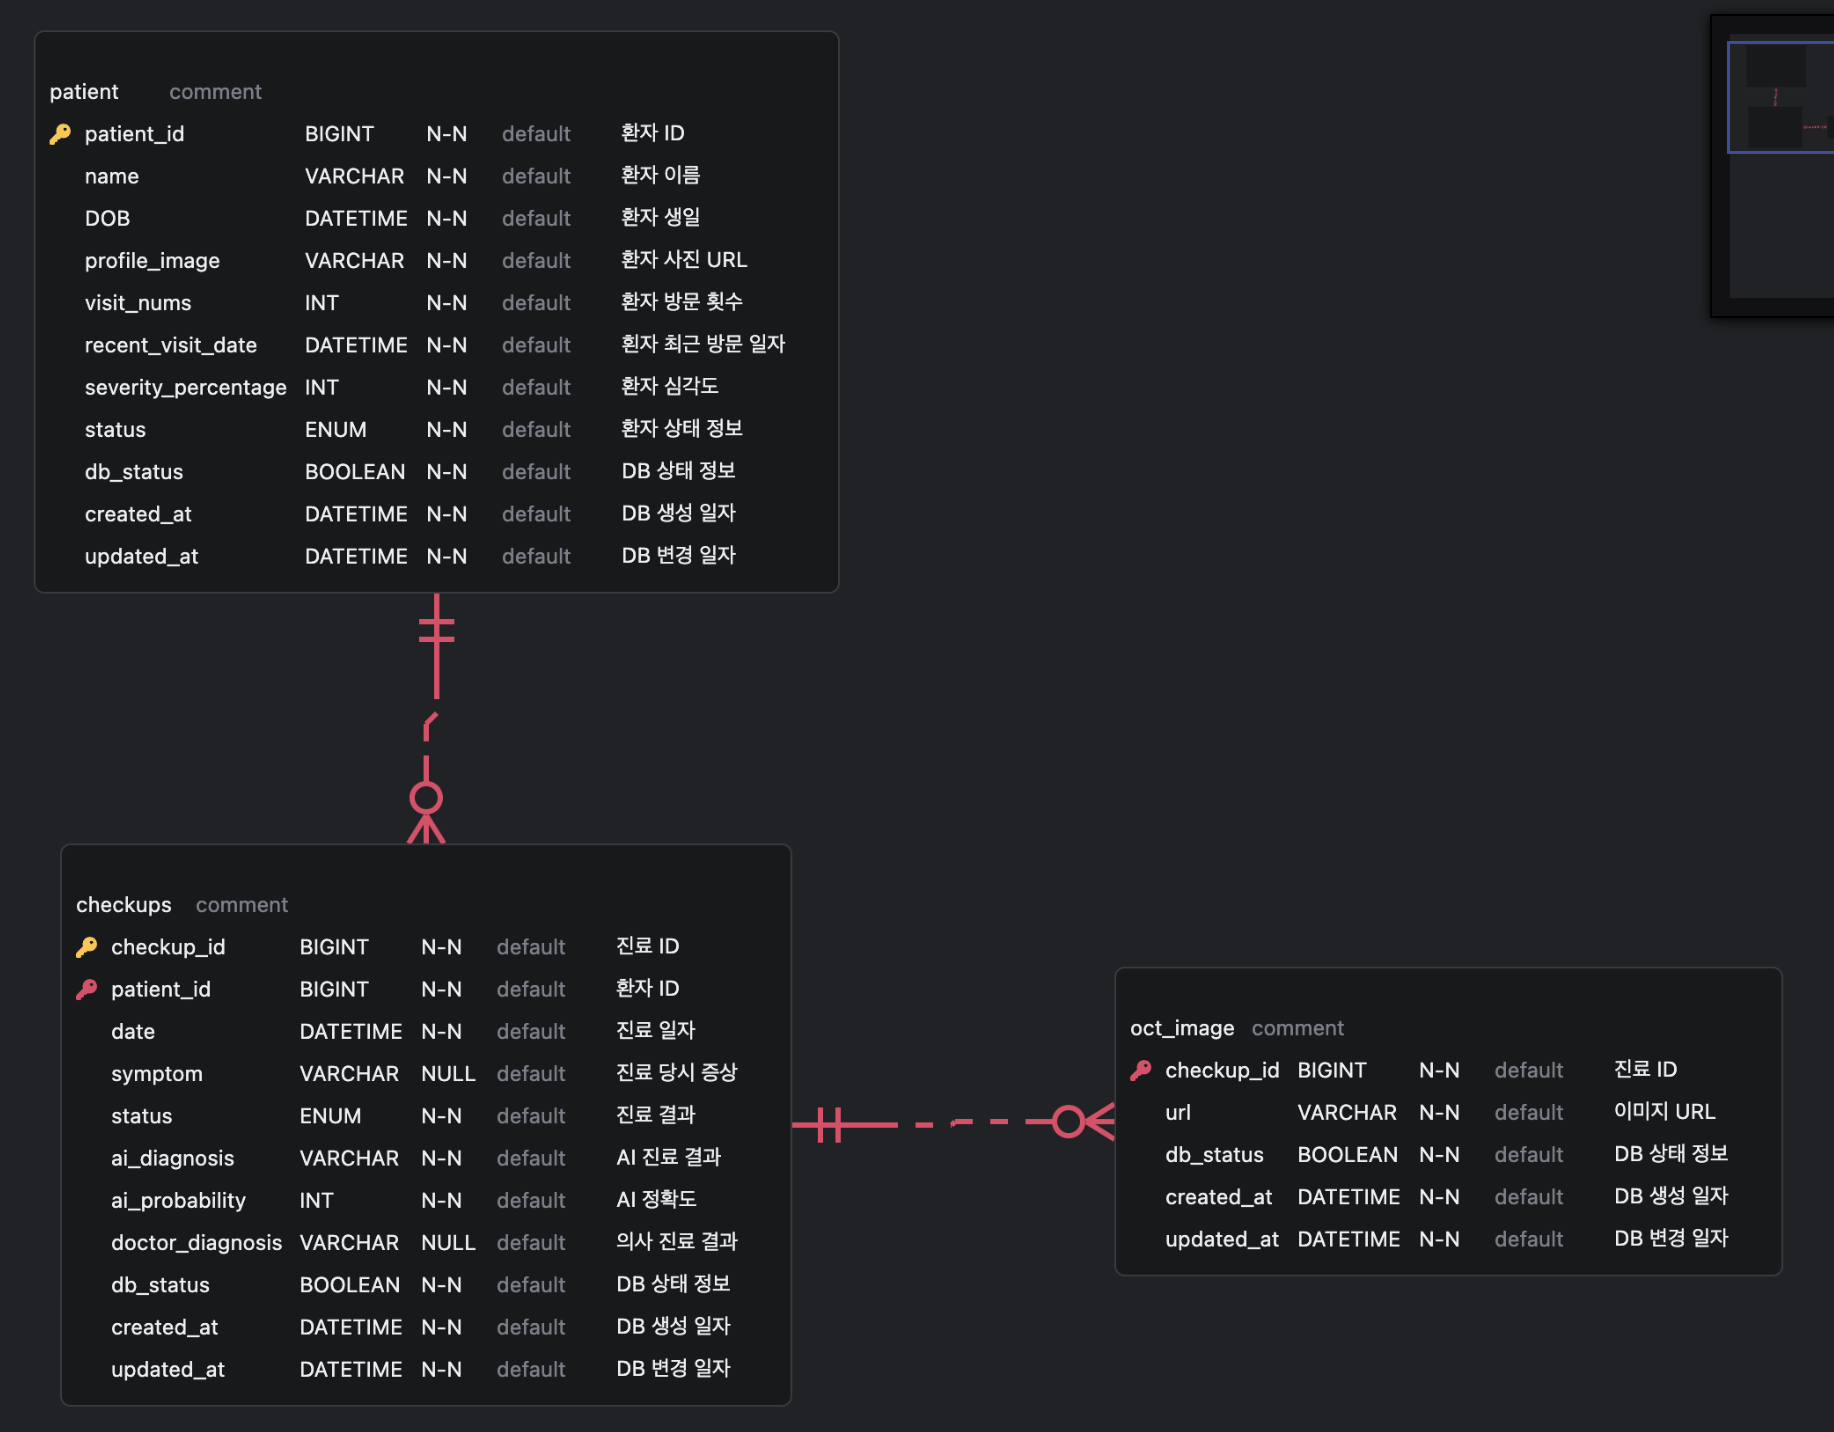 patient comment
patient_id BIGINT N-N default 환자 ID
name VARCHAR N-N default 환자 이름
DOB DATETIME N-N default 환자 생일
profile_image VARCHAR N-N default 환자 사진 URL
visit_nums INT N-N default 환자 방문 횟수
recent_visit_date DATETIME N-N default 횐자 최근 방문 일자
severity_percentage INT N-N default 환자 심각도
status ENUM N-N default 환자 상태 정보
db_status BOOLEAN N-N default DB 상태 정보
created_at DATETIME N-N default DB 생성 일자
updated_at DATETIME N-N default DB 변경 일자
checkups comment
checkup_id BIGINT N-N default 진료 ID
patient_id BIGINT N-N default 환자 ID
date DATETIME N-N default 진료 일자
symptom VARCHAR NULL default 진료 당시 증상
status ENUM N-N default 진료 결과
ai_diagnosis VARCHAR N-N default AI 진료 결과
ai_probability INT N-N default AI 정확도
doctor_diagnosis VARCHAR NULL default 의사 진료 결과
db_status BOOLEAN N-N default DB 상태 정보
created_at DATETIME N-N default DB 생성 일자
updated_at DATETIME N-N default DB 변경 일자
oct_image comment
checkup_id BIGINT N-N default 진료 ID
url VARCHAR N-N default 이미지 URL
db_status BOOLEAN N-N default DB 상태 정보
created_at DATETIME N-N default DB 생성 일자
updated_at DATETIME N-N default DB 변경 일자